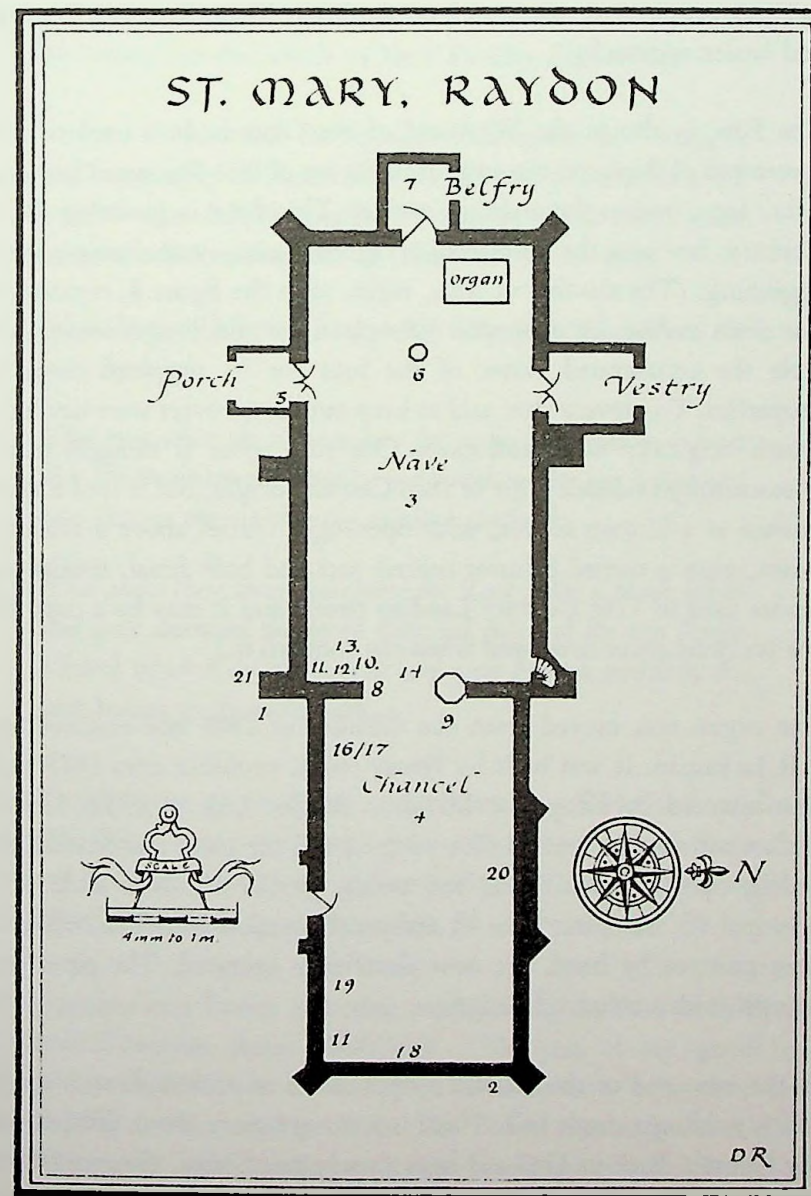 ST. MARY, RAYDON
7 Belfry
organ
6
Porch
5
Vestry
Nave
3
13.
11. 12. 10.
21
8
14
1
9
16/17
Chancel
4
20
SCALE
N
4mm to 1m.
19
11
18
2
DR